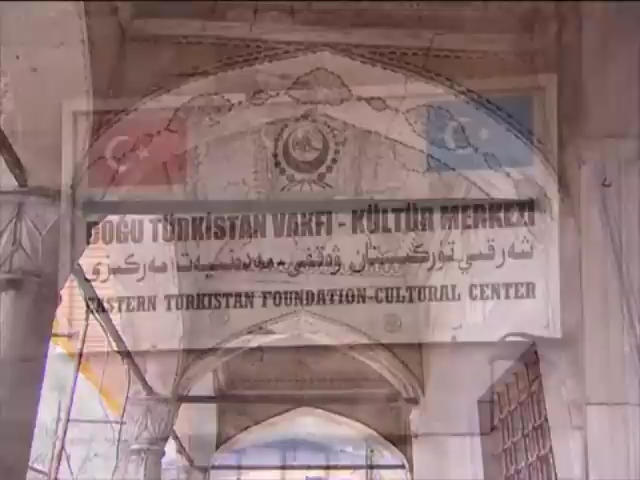 DOĞU TÜRKİSTAN VAKFI - KÜLTÜR MERKEZİ
شەرقىي تۈركىستان ۋەقفى - مەدەنىيەت مەركىزى
EASTERN TURKISTAN FOUNDATION-CULTURAL CENTER